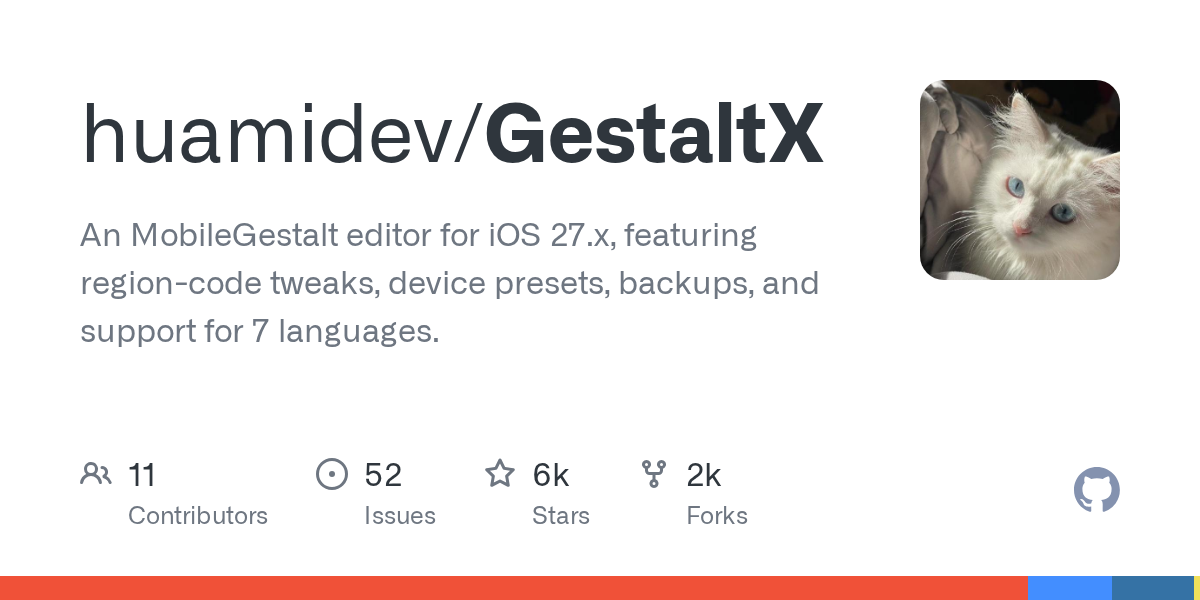 huamidev/GestaltX
An MobileGestalt editor for iOS 27.x, featuring
region-code tweaks, device presets, backups, and
support for 7 languages.
11 52 6k 2k
Contributors Issues Stars Forks